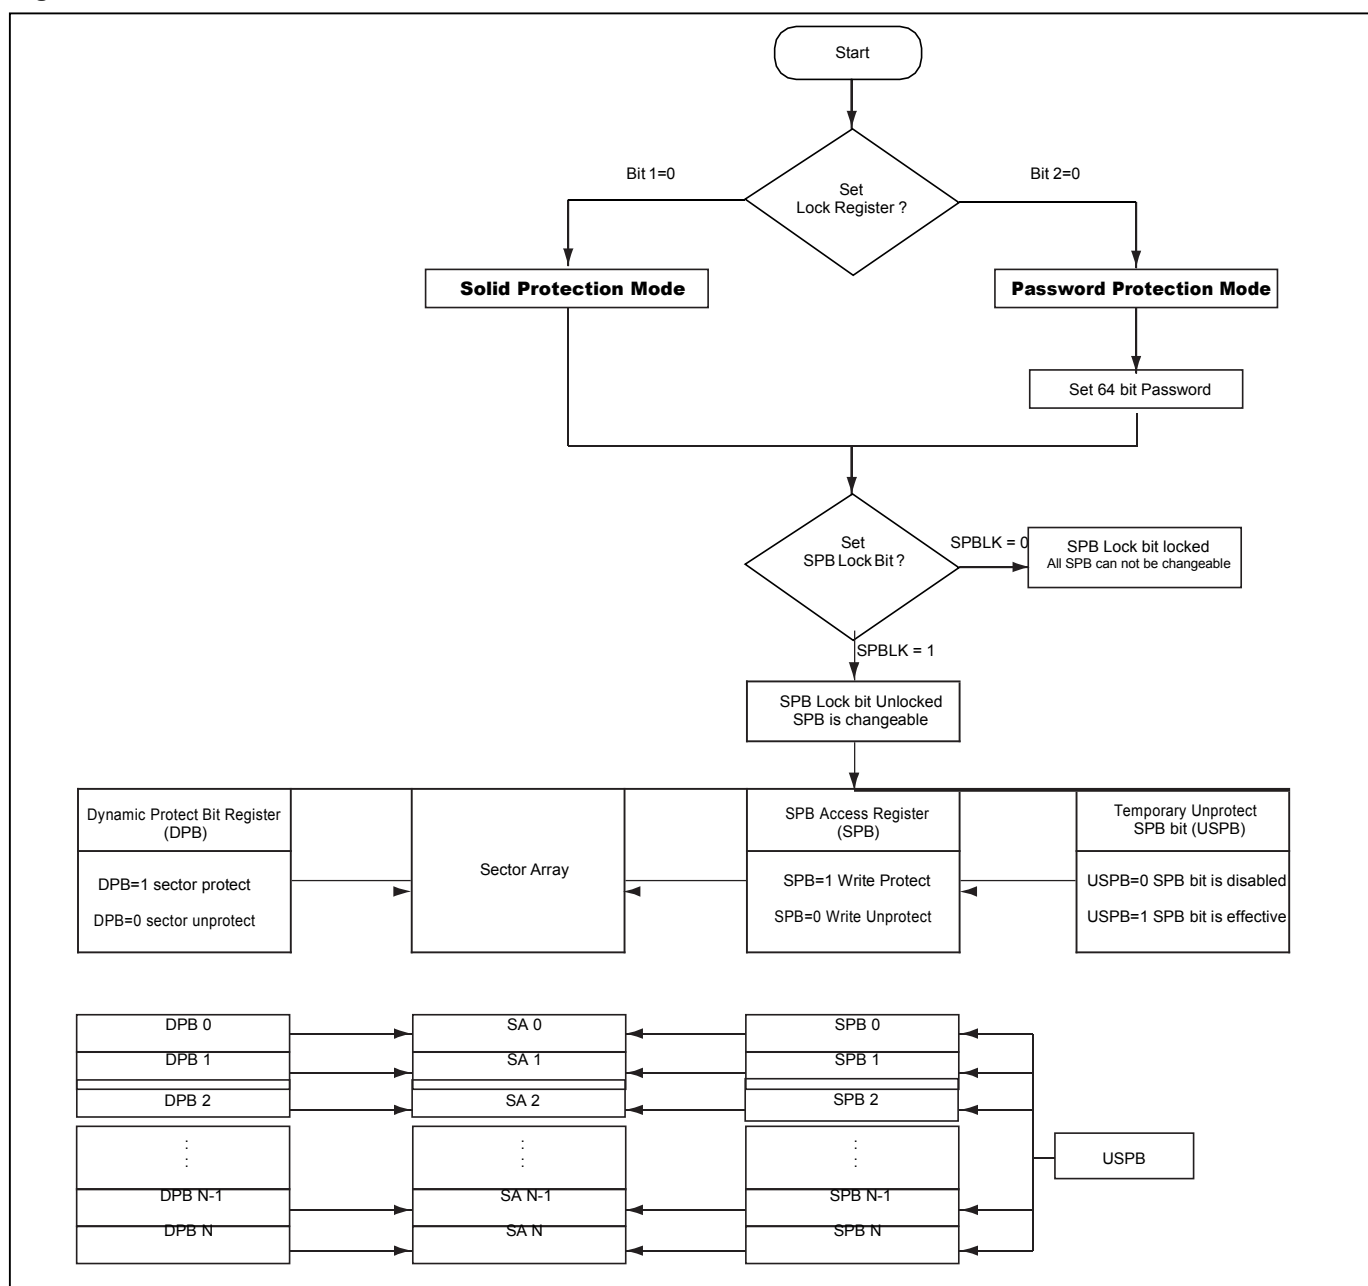 Start
Bit 1=0
Bit 2=0
Set
Lock Register ?
Solid Protection Mode
Password Protection Mode
Set 64 bit Password
Set
SPB Lock Bit ?
SPBLK = 0
SPB Lock bit locked
All SPB can not be changeable
SPBLK = 1
SPB Lock bit Unlocked
SPB is changeable
Dynamic Protect Bit Register
(DPB)
DPB=1 sector protect
DPB=0 sector unprotect
Sector Array
SPB Access Register
(SPB)
SPB=1 Write Protect
SPB=0 Write Unprotect
Temporary Unprotect
SPB bit (USPB)
USPB=0 SPB bit is disabled
USPB=1 SPB bit is effective
DPB 0
SA 0
SPB 0
DPB 1
SA 1
SPB 1
DPB 2
SA 2
SPB 2
:
:
:
:
:
:
USPB
DPB N-1
SA N-1
SPB N-1
DPB N
SA N
SPB N